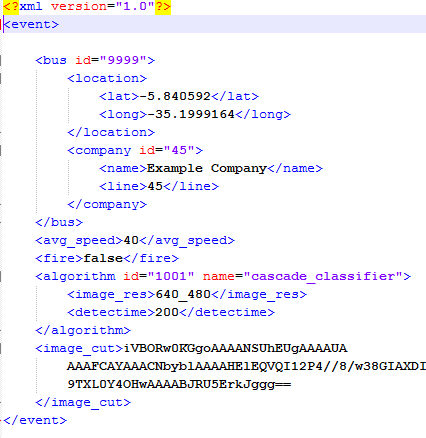 <?xml version="1.0"?>
<event>
<bus id="9999">
<location>
<lat>-5.840592</lat>
<long>-35.1999164</long>
</location>
<company id="45">
<name>Example Company</name>
<line>45</line>
</company>
</bus>
<avg_speed>40</avg_speed>
<fire>false</fire>
<algorithm id="1001" name="cascade_classifier">
<image_res>640_480</image_res>
<detectime>200</detectime>
</algorithm>
<image_cut>iVBORw0KGgoAAAANSUhEUgAAAAUA
AAAFCAYAAACNbyblAAAAHElEQVQI12P4//8/w38GIAXDI
9TXL0Y4OHwAAAABJRU5ErkJggg==
</image_cut>
</event>